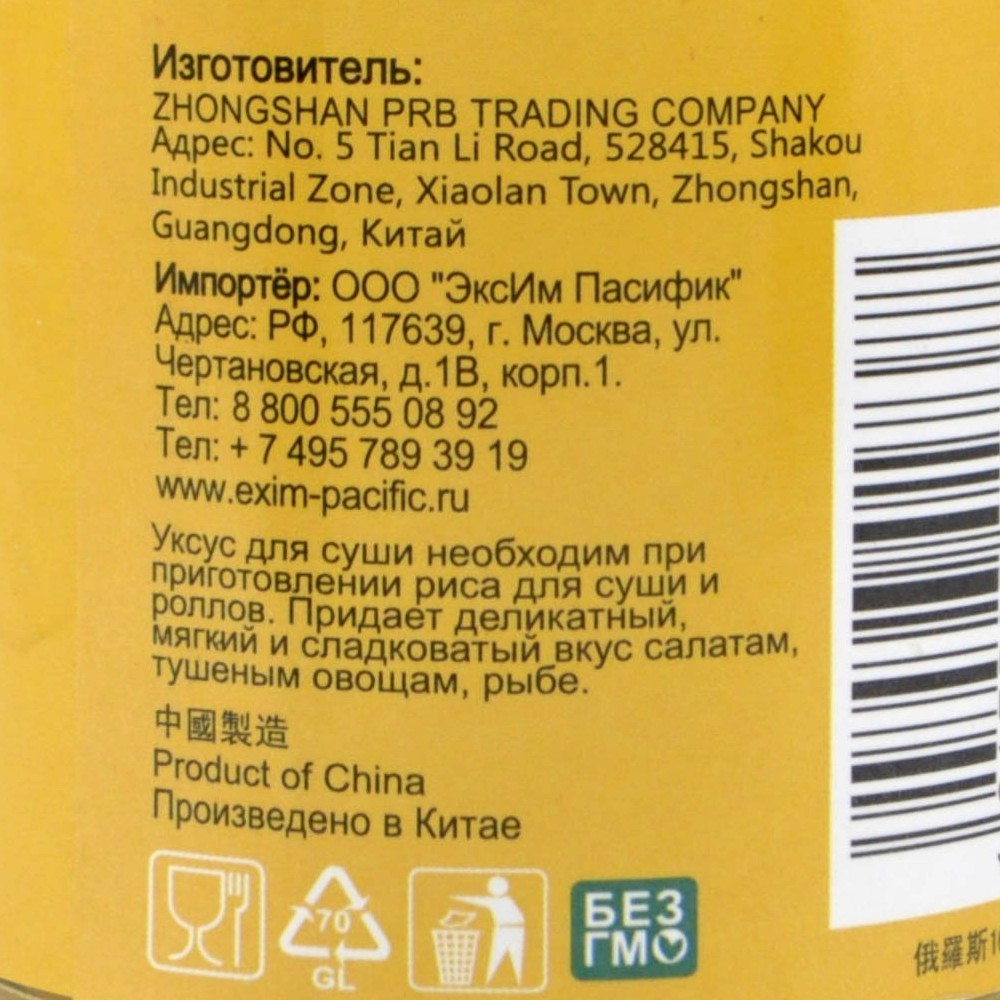 Изготовитель:
ZHONGSHAN PRB TRADING COMPANY
Адрес: No. 5 Tian Li Road, 528415, Shakou
Industrial Zone, Xiaolan Town, Zhongshan,
Guangdong, Китай
Импортёр: ООО "ЭксИм Пасифик"
Адрес: РФ, 117639, г. Москва, ул.
Чертановская, д.1В, корп.1.
Тел: 8 800 555 08 92
Тел: + 7 495 789 39 19
www.exim-pacific.ru
Уксус для суши необходим при
приготовлении риса для суши и
роллов. Придает деликатный,
мягкий и сладковатый вкус салатам,
тушеным овощам, рыбе.
中國製造
Product of China
Произведено в Китае
70
GL
БЕЗ
ГМО
俄羅斯